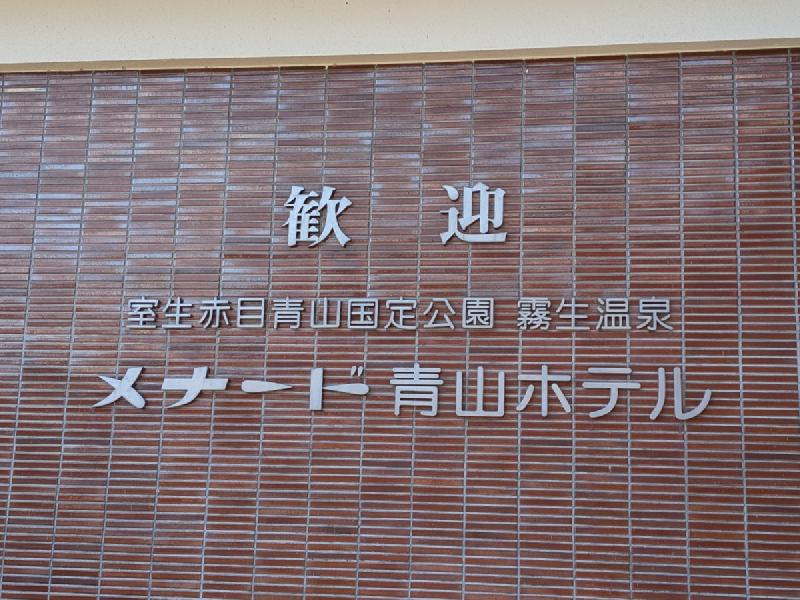 歓迎
室生赤目青山国定公園 霧生温泉
メナード青山ホテル